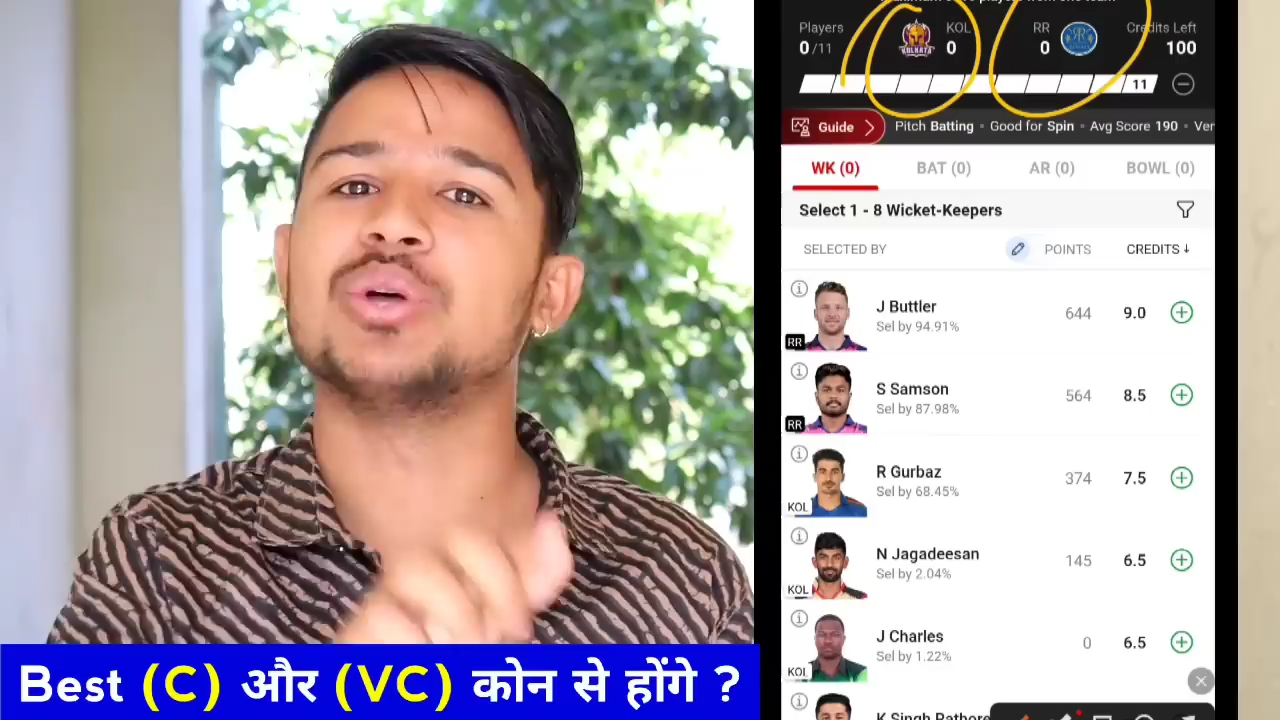 Players
0 /11
KOLKATA
KOL
0
RR
0
Credits Left
100
11
Guide
Pitch Batting • Good for Spin • Avg Score 190 •
WK (0)
BAT (0)
AR (0)
BOWL (0)
Select 1 - 8 Wicket-Keepers
SELECTED BY
POINTS
CREDITS ↓
J Buttler
Sel by 94.91%
644
9.0
RR
S Samson
Sel by 87.98%
564
8.5
RR
R Gurbaz
Sel by 68.45%
374
7.5
KOL
N Jagadeesan
Sel by 2.04%
145
6.5
KOL
J Charles
Sel by 1.22%
0
6.5
KOL
K Singh Rathore
Best (C) और (VC) कोन से होंगे ?